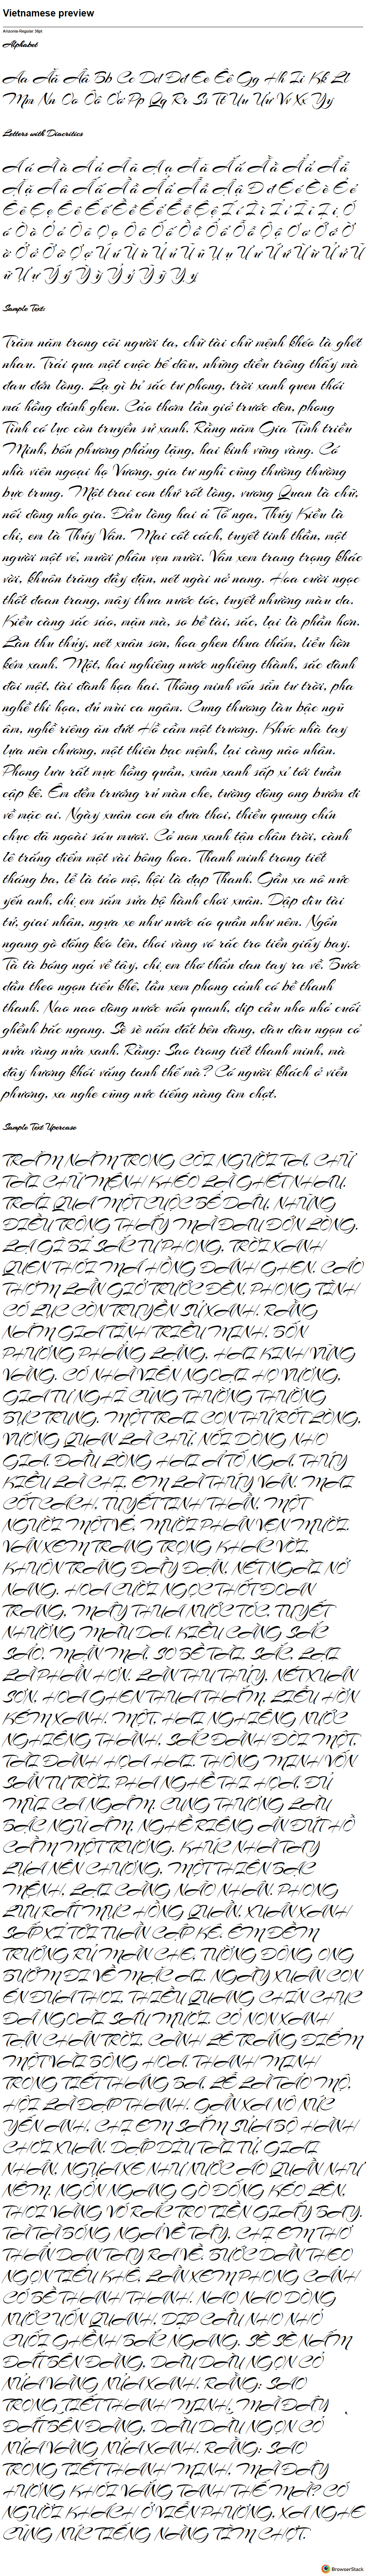 Vietnamese preview
Arizonia-Regular 36pt
Alphabet
Aa Ăă Ââ Bb Cc Dd Đđ Ee Êê Gg Hh Ii Kk Ll
Mm Nn Oo Ôô Ơơ Pp Qq Rr Ss Tt Uu Ưư Vv Xx Yy
Letters with Diacritics
Sample Text:
Trăm năm trong cõi người ta, chữ tài chữ mệnh khéo là ghét
nhau. Trải qua một cuộc bể dâu, những điều trông thấy mà
đau đớn lòng. Lạ gì bỉ sắc tư phong, trời xanh quen thói
má hồng đánh ghen. Cảo thơm lần giở trước đèn, phong
Tình có lục còn truyền sử xanh. Rằng năm Gia Tĩnh triều
Minh, bốn phương phẳng lặng, hai kinh vững vàng. Có
nhà viên ngoại họ Vương, gia tư nghĩ cũng thường thường
bực trung. Một trai con thứ rốt lòng, vương Quan là chữ,
nối dòng nho gia. Đầu lòng hai ả Tố nga, Thúy Kiều là
chị, em là Thúy Vân. Mai cốt cách, tuyết tinh thần, một
người một vẻ, mười phân vẹn mười. Vân xem trang trọng khác
vời, khuôn trăng đầy đặn, nét ngài nở nang. Hoa cười ngọc
thốt đoan trang, mây thua nước tóc, tuyết nhường màu da.
Kiều càng sắc sảo, mặn mà, so bề tài, sắc, lại là phần hơn.
Làn thu thủy, nét xuân sơn, hoa ghen thua thắm, liễu hờn
kém xanh. Một, hai nghiêng nước nghiêng thành, sắc đành
đòi một, tài đành họa hai. Thông minh vốn sẵn tư trời, pha
nghề thi họa, đủ mùi ca ngâm. Cung thương lầu bậc ngũ
âm, nghề riêng ăn đứt Hồ cầm một trương. Khúc nhà tay
lựa nên chương, một thiên bạc mệnh, lại càng não nhân.
Phong lưu rất mực hồng quần, xuân xanh sấp xỉ tới tuần
cập kê. Êm đềm trướng rủ màn che, tường đông ong bướm đi
về mặc ai. Ngày xuân con én đưa thoi, thiều quang chín
chục đã ngoài sáu mươi. Cỏ non xanh tận chân trời, cành
lê trắng điểm một vài bông hoa. Thanh minh trong tiết
tháng ba, lễ là tảo mộ, hội là đạp Thanh. Gần xa nô nức
yến anh, chị em sắm sửa bộ hành chơi xuân. Dập dìu tài
tử, giai nhân, ngựa xe như nước áo quần như nêm. Ngổn
ngang gò đống kéo lên, thoi vàng vó rắc tro tiền giấy bay.
Tà tà bóng ngả về tây, chị em thơ thẩn dan tay ra về. Bước
dần theo ngọn tiểu khê, lần xem phong cảnh có bề thanh
thanh. Nao nao dòng nước uốn quanh, dịp cầu nho nhỏ cuối
ghềnh bắc ngang. Sè sè nấm đất bên đàng, dàu dàu ngọn cỏ
nửa vàng nửa xanh. Rằng: Sao trong tiết thanh minh, mà
đây hương khói vắng tanh thế mà? Có người khách ở viễn
phương, xa nghe cũng nức tiếng nàng tìm chơi.
Sample Text Uppercase
TRĂM NĂM TRONG CÕI NGƯỜI TA, CHỮ
TÀI CHỮ MỆNH KHÉO LÀ GHÉT NHAU.
TRẢI QUA MỘT CUỘC BỂ DÂU, NHỮNG
ĐIỀU TRÔNG THẤY MÀ ĐAU ĐỚN LÒNG.
LẠ GÌ BỈ SẮC TƯ PHONG, TRỜI XANH
QUEN THÓI MÁ HỒNG ĐÁNH GHEN. CẢO
THƠM LẦN GIỞ TRƯỚC ĐÈN, PHONG TÌNH
CÓ LỤC CÒN TRUYỀN SỬ XANH. RẰNG
NĂM GIA TĨNH TRIỀU MINH, BỐN
PHƯƠNG PHẲNG LẶNG, HAI KINH VỮNG
VÀNG. CÓ NHÀ VIÊN NGOẠI HỌ VƯƠNG,
GIA TƯ NGHĨ CŨNG THƯỜNG THƯỜNG
BỰC TRUNG. MỘT TRAI CON THỨ RỐT LÒNG,
VƯƠNG QUAN LÀ CHỮ, NỐI DÒNG NHO
GIA. ĐẦU LÒNG HAI Ả TỐ NGA, THÚY
KIỀU LÀ CHỊ, EM LÀ THÚY VÂN. MAI
CỐT CÁCH, TUYẾT TINH THẦN, MỘT
NGƯỜI MỘT VẺ, MƯỜI PHÂN VẸN MƯỜI.
VÂN XEM TRANG TRỌNG KHÁC VỜI,
KHUÔN TRĂNG ĐẦY ĐẶN, NÉT NGÀI NỞ
NANG. HOA CƯỜI NGỌC THỐT ĐOAN
TRANG, MÂY THUA NƯỚC TÓC, TUYẾT
NHƯỜNG MÀU DA. KIỀU CÀNG SẮC
SẢO, MẶN MÀ, SO BỀ TÀI, SẮC, LẠI
LÀ PHẦN HƠN. LÀN THU THỦY, NÉT XUÂN
SƠN, HOA GHEN THUA THẮM, LIỄU HỜN
KÉM XANH. MỘT, HAI NGHIÊNG NƯỚC
NGHIÊNG THÀNH, SẮC ĐÀNH ĐÒI MỘT,
TÀI ĐÀNH HỌA HAI. THÔNG MINH VỐN
SẴN TƯ TRỜI, PHA NGHỀ THI HỌA, ĐỦ
MÙI CA NGÂM. CUNG THƯƠNG LẦU
BẬC NGŨ ÂM, NGHỀ RIÊNG ĂN ĐỨT HỒ
CẦM MỘT TRƯƠNG. KHÚC NHÀ TAY
LỰA NÊN CHƯƠNG, MỘT THIÊN BẠC
MỆNH, LẠI CÀNG NÃO NHÂN. PHONG
LƯU RẤT MỰC HỒNG QUẦN, XUÂN XANH
SẤP XỈ TỚI TUẦN CẬP KÊ. ÊM ĐỀM
TRƯỚNG RỦ MÀN CHE, TƯỜNG ĐÔNG ONG
BƯỚM ĐI VỀ MẶC AI. NGÀY XUÂN CON
ÉN ĐƯA THOI, THIỀU QUANG CHÍN CHỤC
ĐÃ NGOÀI SÁU MƯƠI. CỎ NON XANH
TẬN CHÂN TRỜI, CÀNH LÊ TRẮNG ĐIỂM
MỘT VÀI BÔNG HOA. THANH MINH
TRONG TIẾT THÁNG BA, LỄ LÀ TẢO MỘ,
HỘI LÀ ĐẠP THANH. GẦN XA NÔ NỨC
YẾN ANH, CHỊ EM SẮM SỬA BỘ HÀNH
CHƠI XUÂN. DẬP DÌU TÀI TỬ, GIAI
NHÂN, NGỰA XE NHƯ NƯỚC ÁO QUẦN NHƯ
NÊM. NGỔN NGANG GÒ ĐỐNG KÉO LÊN,
THOI VÀNG VÓ RẮC TRO TIỀN GIẤY BAY.
TÀ TÀ BÓNG NGẢ VỀ TÂY, CHỊ EM THƠ
THẨN DAN TAY RA VỀ. BƯỚC DẦN THEO
NGỌN TIỂU KHÊ, LẦN XEM PHONG CẢNH
CÓ BỀ THANH THANH. NAO NAO DÒNG
NƯỚC UỐN QUANH, DỊP CẦU NHO NHỎ
CUỐI GHỀNH BẮC NGANG. SÈ SÈ NẤM
ĐẤT BÊN ĐÀNG, DÀU DÀU NGỌN CỎ
NỬA VÀNG NỬA XANH. RẰNG: SAO
TRONG TIẾT THANH MINH, MÀ ĐÂY
ĐẤT BÊN ĐÀNG, DÀU DÀU NGỌN CỎ
NỬA VÀNG NỬA XANH. RẰNG: SAO
TRONG TIẾT THANH MINH, MÀ ĐÂY
HƯƠNG KHÓI VẮNG TANH THẾ MÀ? CÓ
NGƯỜI KHÁCH Ở VIỄN PHƯƠNG, XA NGHE
CŨNG NỨC TIẾNG NÀNG TÌM CHƠI.
BrowserStack